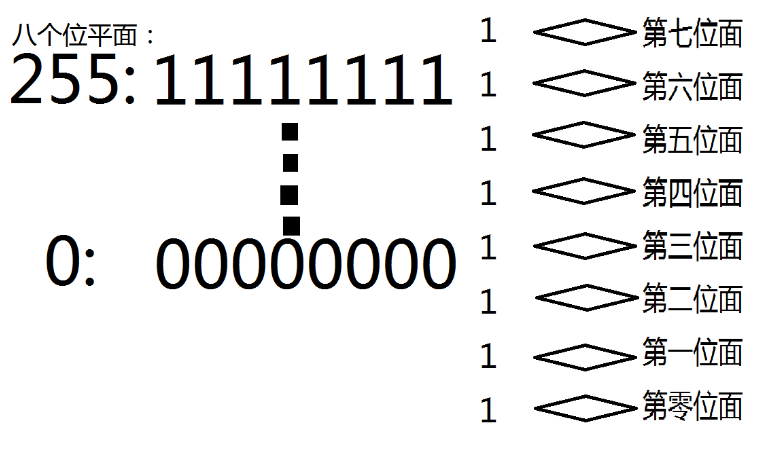 八个位平面：
255: 11111111
0: 00000000
1 第七位面
1 第六位面
1 第五位面
1 第四位面
1 第三位面
1 第二位面
1 第一位面
1 第零位面